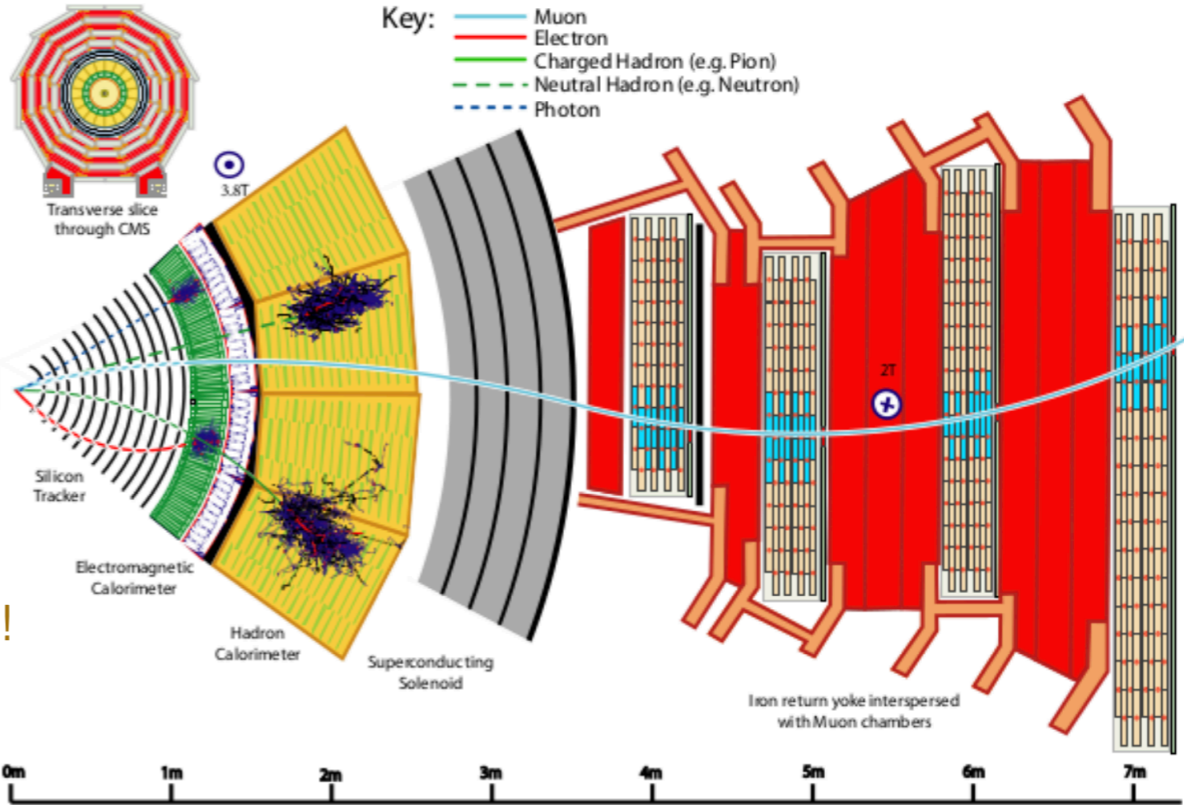 Key:
Muon
Electron
Charged Hadron (e.g. Pion)
Neutral Hadron (e.g. Neutron)
Photon
3.8T
Transverse slice
through CMS
2T
Silicon
Tracker
Electromagnetic
Calorimeter
!
Hadron
Calorimeter
Superconducting
Solenoid
Iron return yoke interspersed
with Muon chambers
0m 1m 2m 3m 4m 5m 6m 7m